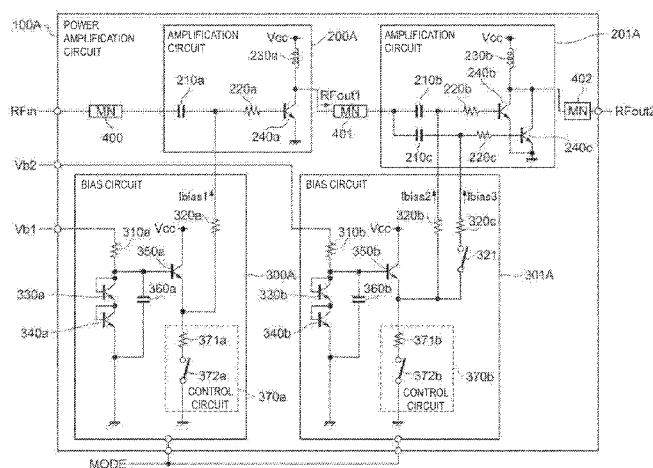 100A
POWER AMPLIFICATION CIRCUIT
AMPLIFICATION CIRCUIT
200A
Vcc
230a
210a
220a
240a
RFin
MN
400
RFout1
MN
401
AMPLIFICATION CIRCUIT
201A
Vcc
230b
240b
210b
220b
210c
220c
240c
402
MN
RFout2
Vb2
Vb1
BIAS CIRCUIT
Ibias1
320a
310a
Vcc
350a
300A
330a
360a
340a
371a
372a
CONTROL CIRCUIT
370a
BIAS CIRCUIT
Ibias2
320b
Ibias3
320c
310b
Vcc
350b
321
301A
330b
360b
340b
371b
372b
370b
CONTROL CIRCUIT
MODE